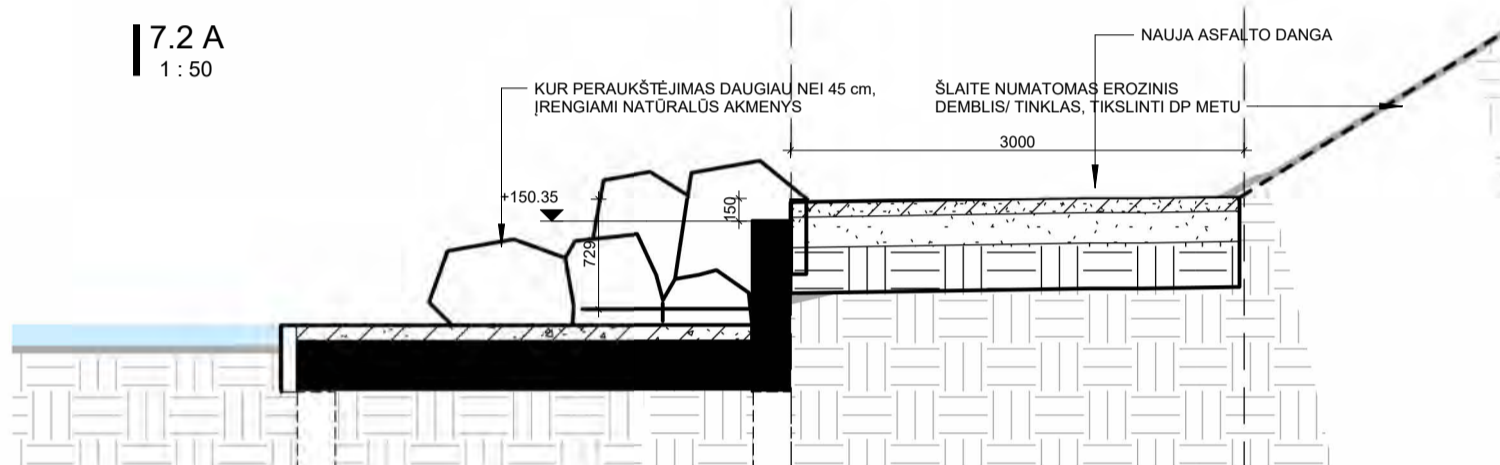 7.2 A
1 : 50
NAUJA ASFALTO DANGA
KUR PERAUKŠTĖJIMAS DAUGIAU NEI 45 cm,
ĮRENGIAMI NATŪRALŪS AKMENYS
ŠLAITE NUMATOMAS EROZINIS
DEMBLIS/ TINKLAS, TIKSLINTI DP METU
3000
+150.35
150
729